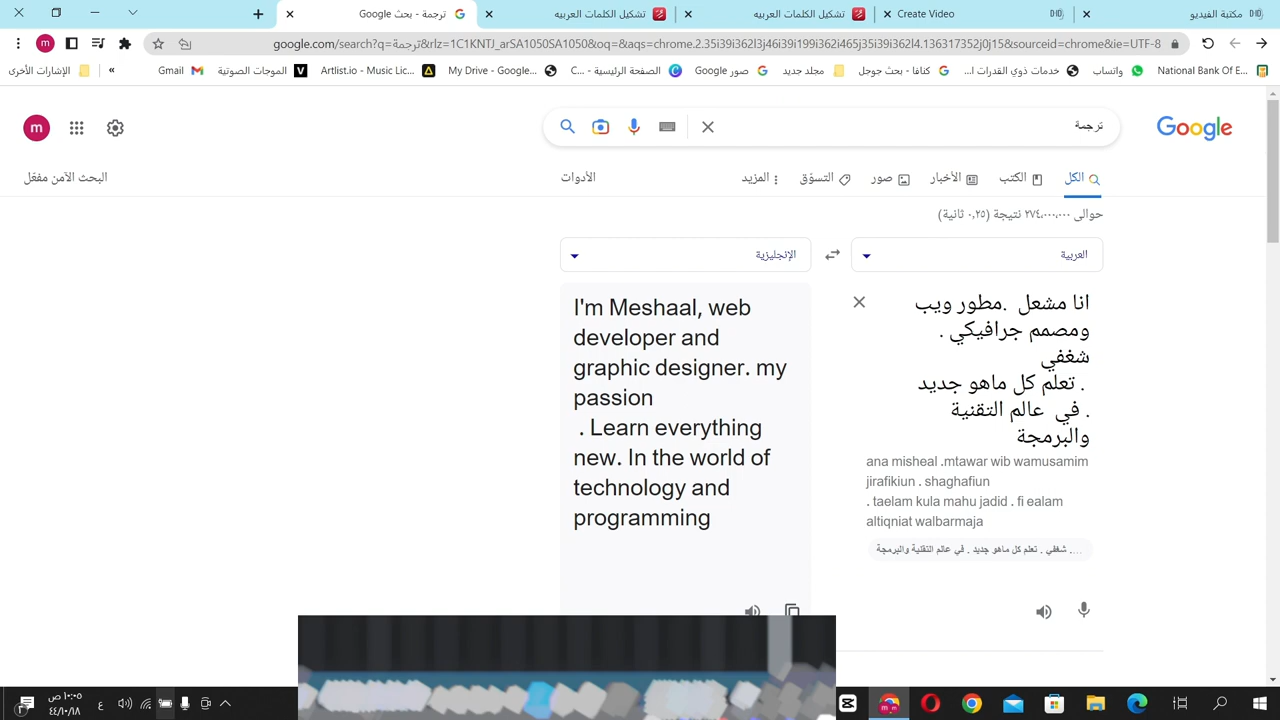 ترجمة - بحث Google
تشكيل الكلمات العربيه
تشكيل الكلمات العربيه
Create Video
مكتبة الفيديو
google.com/search?q=ترجمة&rlz=1C1KNTJ_arSA1050SA1050&oq=&aqs=chrome.2.35i39i362l3j46i39i199i362i465j35i39i362l4.136317352j0j15&sourceid=chrome&ie=UTF-8
الإشارات الأخرى
»
Gmail
الموجات الصوتية
Artlist.io - Music Lic...
My Drive - Google...
الصفحة الرئيسية - C...
صور Google
مجلد جديد
كنافا - بحث جوجل
خدمات ذوي القدرات ا...
واتساب
National Bank Of E...
m
ترجمة
Google
الكل
الكتب
الأخبار
صور
التسوّق
المزيد
الأدوات
البحث الآمن مفعّل
حوالى ٢٧٤،٠٠٠،٠٠٠ نتيجة (٠,٢٥ ثانية)
العربية
الإنجليزية
انا مشعل .مطور ويب
ومصمم جرافيكي .
شغفي
. تعلم كل ماهو جديد
. في عالم التقنية
والبرمجة
ana misheal .mtawar wib wamusamim
jirafikiun . shaghafiun
. taelam kula mahu jadid . fi ealam
altiqniat walbarmaja
.... شغفي . تعلم كل ماهو جديد . في عالم التقنية والبرمجة
I'm Meshaal, web
developer and
graphic designer. my
passion
. Learn everything
new. In the world of
technology and
programming
١٠:٠٥ ص
٤٤/١٠/١٨
ع